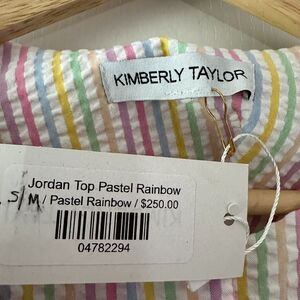 KIMBERLY TAYLOR
Jordan Top Pastel Rainbow
S/M / Pastel Rainbow / $250.00
04782294